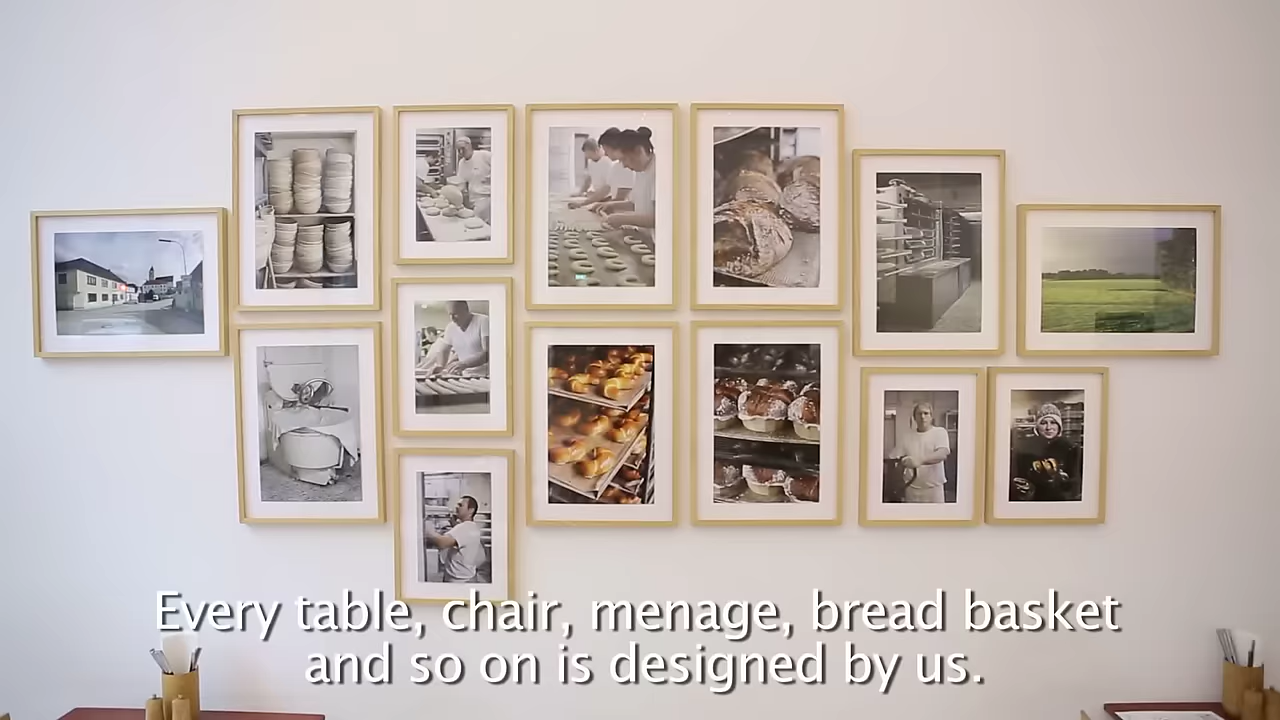 Every table, chair, menage, bread basket
and so on is designed by us.